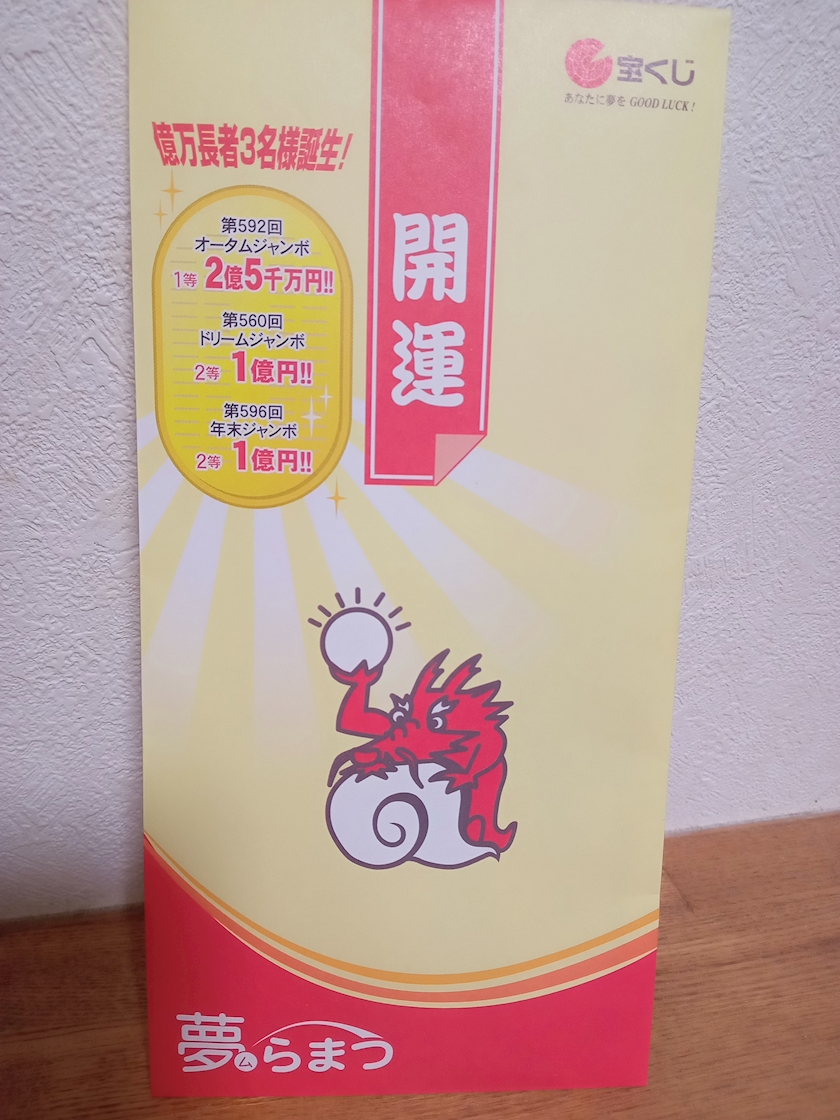 宝くじ
あなたに夢を GOOD LUCK!
開運
億万長者3名様誕生!
第592回
オータムジャンボ
1等 2億5千万円!!
第560回
ドリームジャンボ
2等 1億円!!
第596回
年末ジャンボ
2等 1億円!!
夢ムらまつ